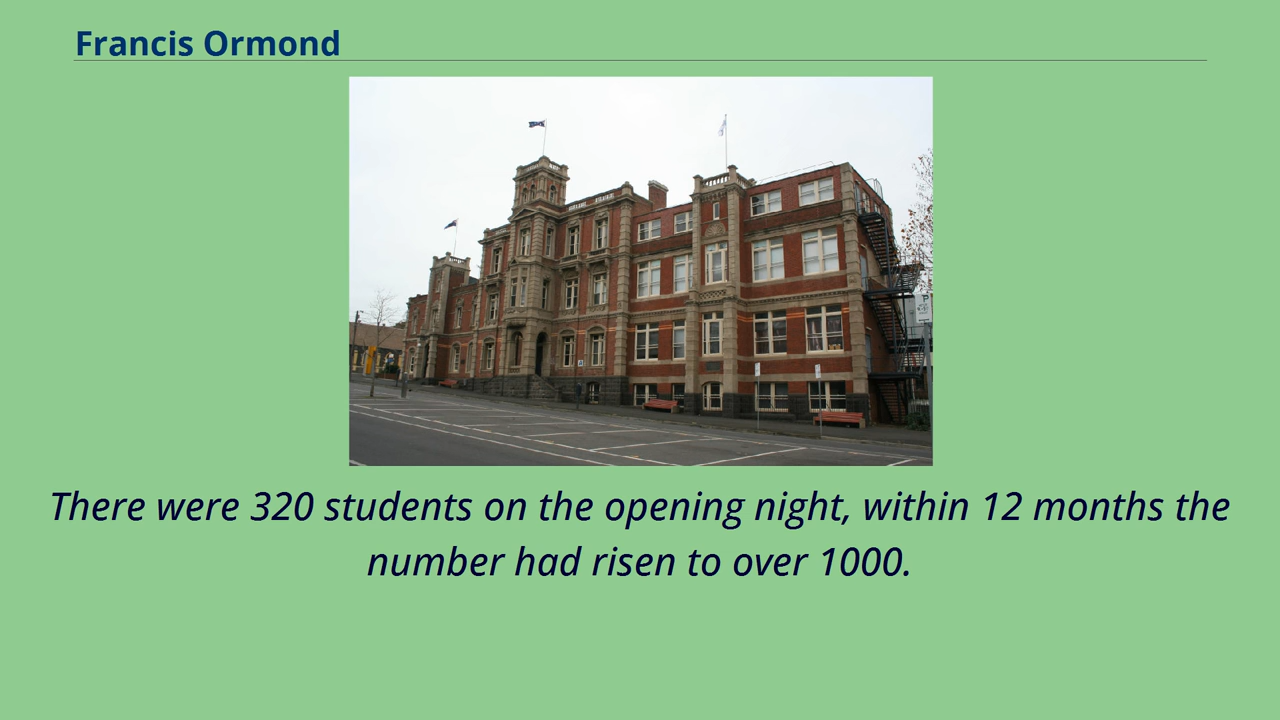 Francis Ormond
There were 320 students on the opening night, within 12 months the
number had risen to over 1000.